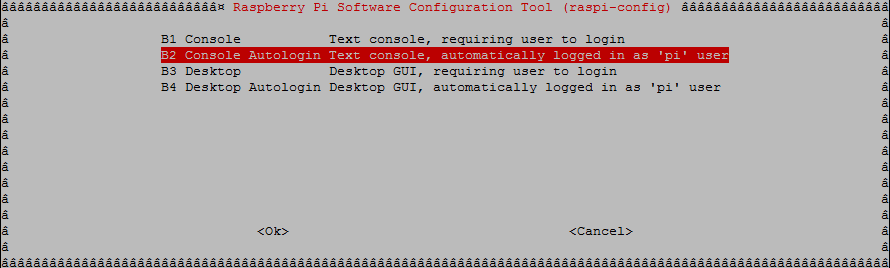 âââââââââââââââââââââââââââ¤ Raspberry Pi Software Configuration Tool (raspi-config) ââââââââââââââââââââââââââ
â â
â B1 Console Text console, requiring user to login â
â B2 Console Autologin Text console, automatically logged in as 'pi' user â
â B3 Desktop Desktop GUI, requiring user to login â
â B4 Desktop Autologin Desktop GUI, automatically logged in as 'pi' user â
â â
â â
â â
â â
â â
â â
â â
â â
â <Ok> <Cancel> â
â â
âââââââââââââââââââââââââââââââââââââââââââââââââââââââââââââââââââââââââââââââââââââââââââââââââââââââââââââââ